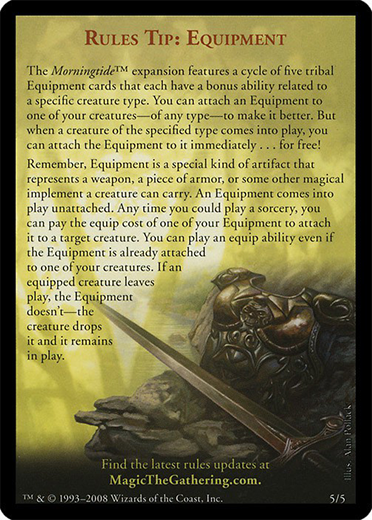 Rules Tip: Equipment
The Morningtide™ expansion features a cycle of five tribal
Equipment cards that each have a bonus ability related to
a specific creature type. You can attach an Equipment to
one of your creatures—of any type—to make it better. But
when a creature of the specified type comes into play, you
can attach the Equipment to it immediately . . . for free!
Remember, Equipment is a special kind of artifact that
represents a weapon, a piece of armor, or some other magical
implement a creature can carry. An Equipment comes into
play unattached. Any time you could play a sorcery, you
can pay the equip cost of one of your Equipment to attach
it to a target creature. You can play an equip ability even if
the Equipment is already attached
to one of your creatures. If an
equipped creature leaves
play, the Equipment
doesn't—the
creature drops
it and it remains
in play.
Illus. Alan Pollack
Find the latest rules updates at
MagicTheGathering.com.
™ & © 1993–2008 Wizards of the Coast, Inc.
5/5